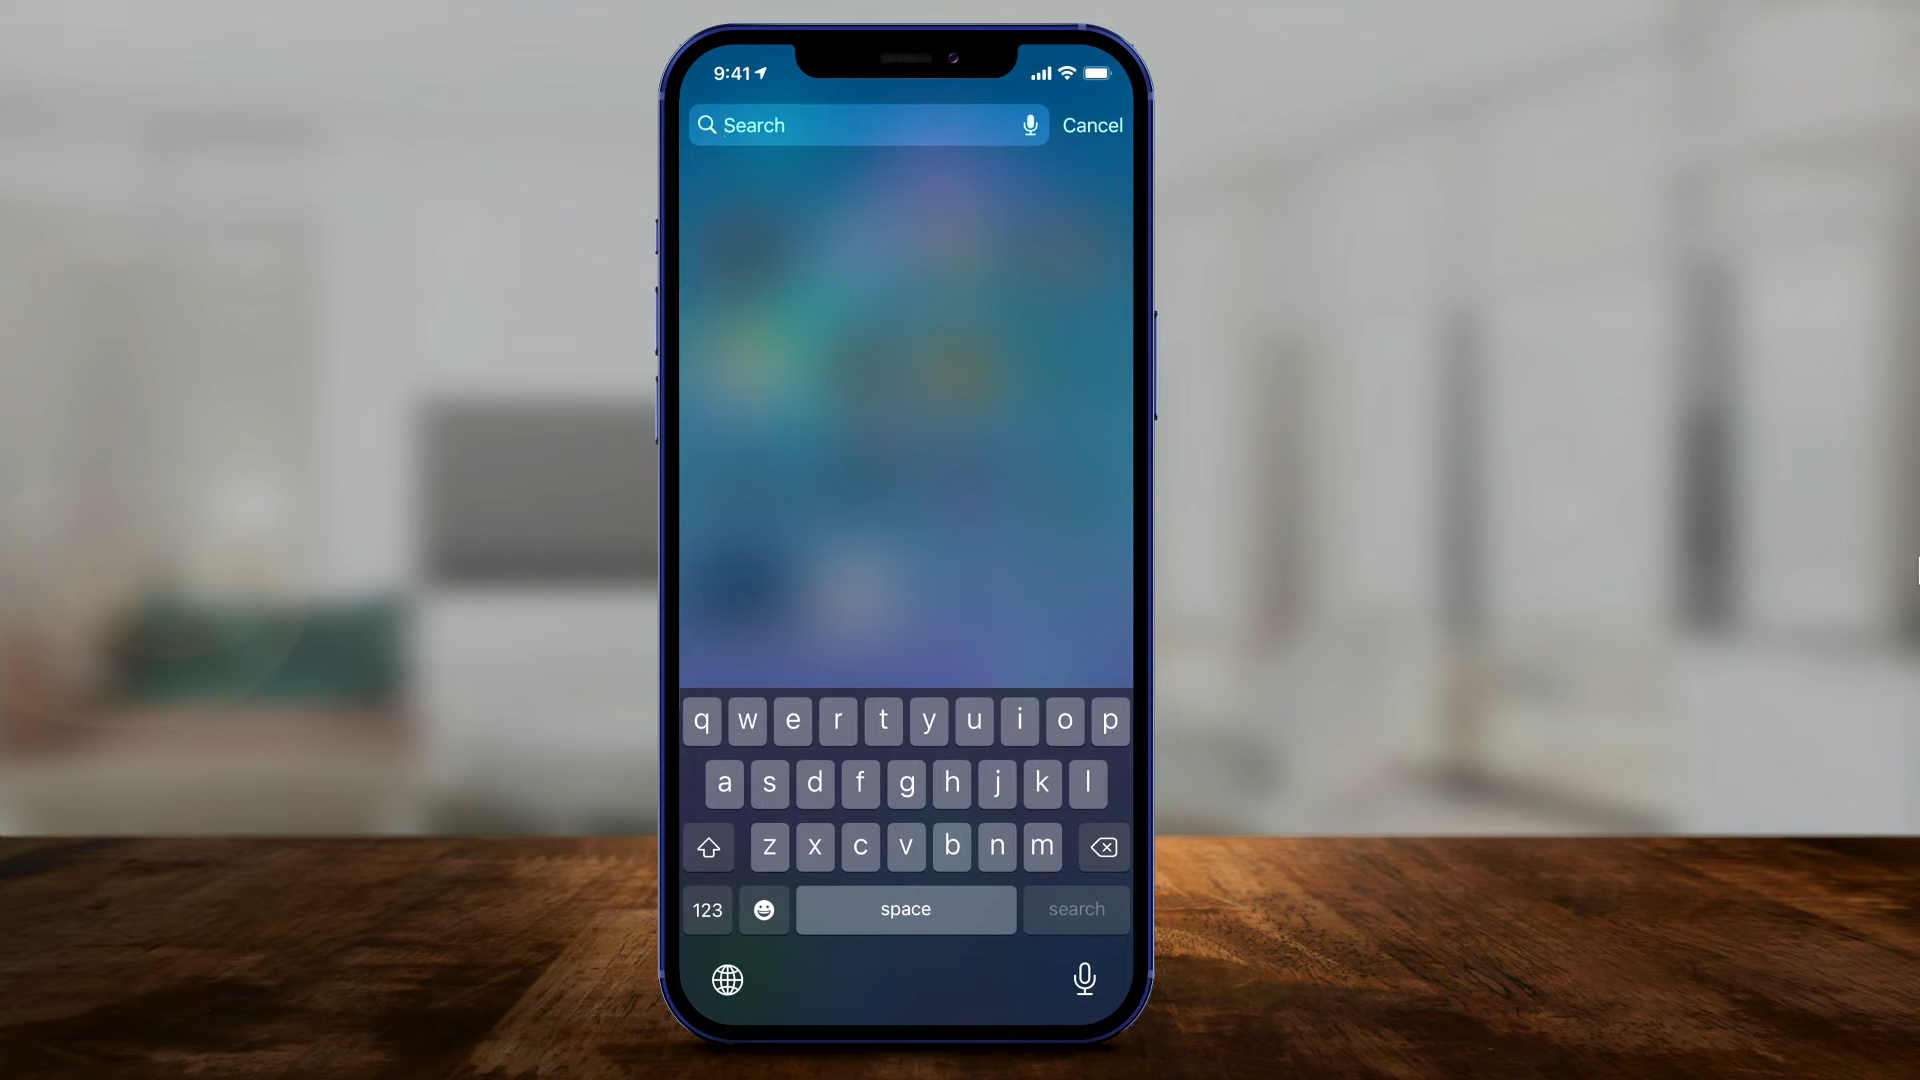 9:41
Search
Cancel
q w e r t y u i o p
a s d f g h j k l
z x c v b n m
123
space
search